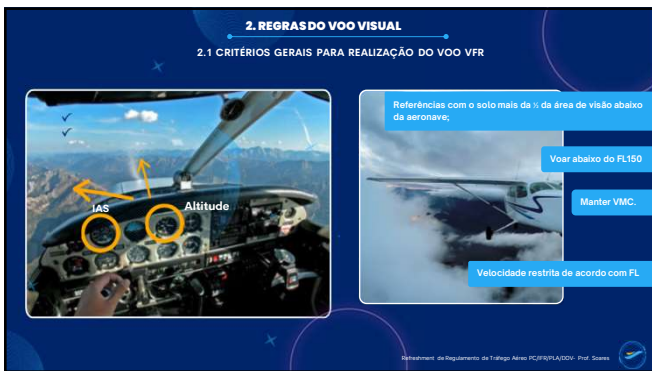 2. REGRAS DO VOO VISUAL
2.1 CRITÉRIOS GERAIS PARA REALIZAÇÃO DO VOO VFR
IAS
Altitude
Referências com o solo mais da ½ da área de visão abaixo
da aeronave;
Voar abaixo do FL150
Manter VMC.
Velocidade restrita de acordo com FL
Refreshment de Regulamento de Tráfego Aéreo PC/IFR/PLA/DOV- Prof. Soares